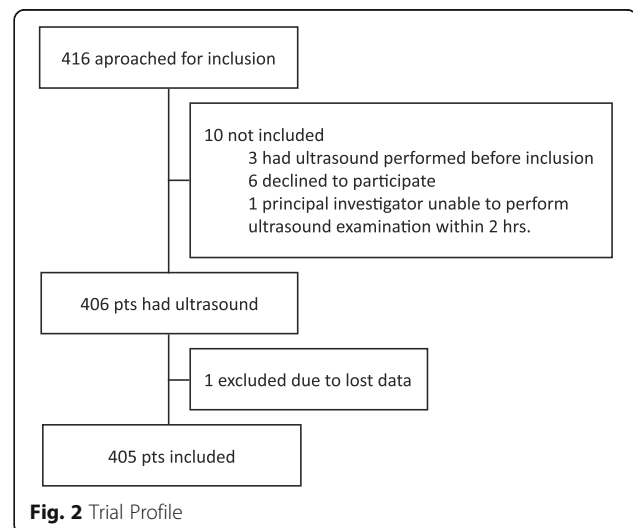 416 aproached for inclusion
10 not included
3 had ultrasound performed before inclusion
6 declined to participate
1 principal investigator unable to perform
ultrasound examination within 2 hrs.
406 pts had ultrasound
1 excluded due to lost data
405 pts included
Fig. 2 Trial Profile